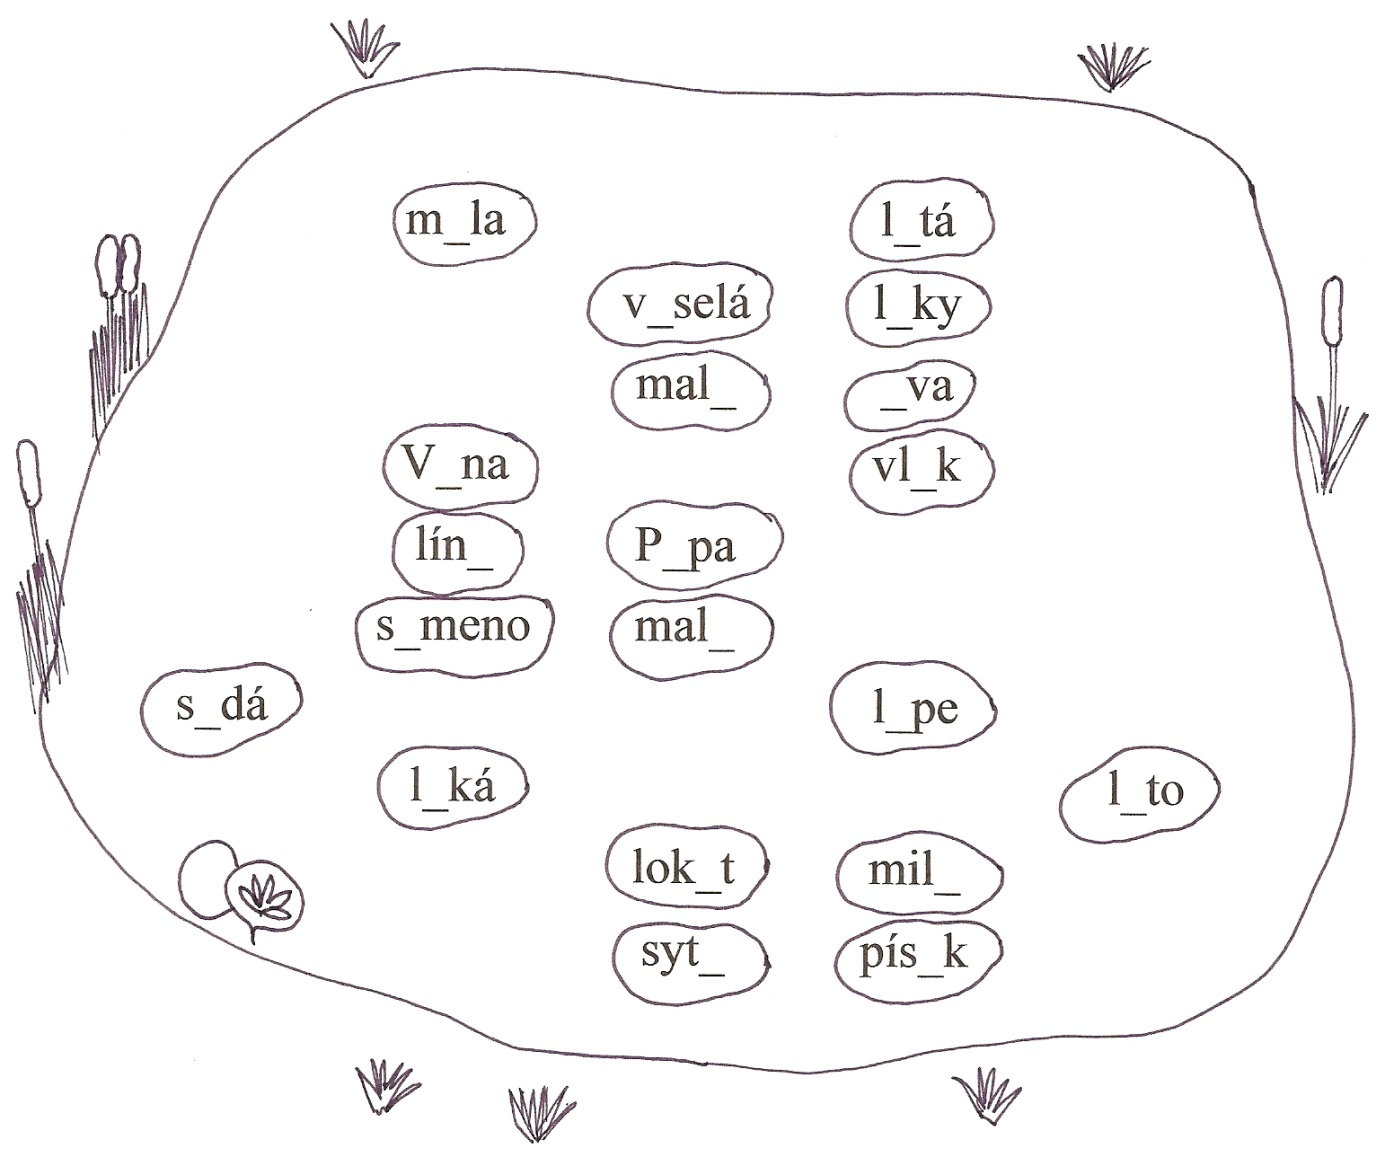 m_la
l_tá
v_selá
l_ky
mal_
_va
V_na
vl_k
lín_
P_pa
s_meno
mal_
s_dá
l_pe
l_ká
l_to
lok_t
mil_
syt_
pís_k